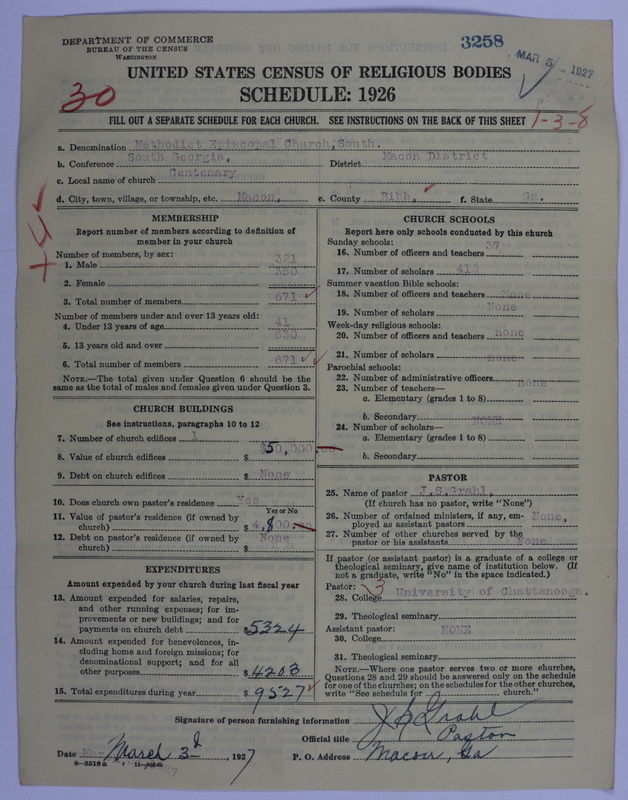 DEPARTMENT OF COMMERCE
BUREAU OF THE CENSUS
WASHINGTON
3258
MAR 5 - 1927
UNITED STATES CENSUS OF RELIGIOUS BODIES
SCHEDULE: 1926
30
FILL OUT A SEPARATE SCHEDULE FOR EACH CHURCH. SEE INSTRUCTIONS ON THE BACK OF THIS SHEET
1-3-8
a. Denomination Methodist Episcopal Church, South.
b. Conference South Georgia, District Macon District
c. Local name of church Centenary
d. City, town, village, or township, etc. Macon, e. County Bibb, f. State Ga.
MEMBERSHIP
Report number of members according to definition of
member in your church
Number of members, by sex:
1. Male 321
2. Female 350
3. Total number of members 671
Number of members under and over 13 years old:
4. Under 13 years of age 41
5. 13 years old and over 630
6. Total number of members 671
NOTE.—The total given under Question 6 should be the
same as the total of males and females given under Question 3.
CHURCH BUILDINGS
See instructions, paragraphs 10 to 12
7. Number of church edifices 1
8. Value of church edifices $50,000.00
9. Debt on church edifices $ None
10. Does church own pastor's residence Yes
Yes or No
11. Value of pastor's residence (if owned by
church) $
12. Debt on pastor's residence (if owned by
church) $ None
EXPENDITURES
Amount expended by your church during last fiscal year
13. Amount expended for salaries, repairs,
and other running expenses; for im-
provements or new buildings; and for
payments on church debt $5324
14. Amount expended for benevolences, in-
cluding home and foreign missions; for
denominational support; and for all
other purposes $4203
15. Total expenditures during year $9527
CHURCH SCHOOLS
Report here only schools conducted by this church
Sunday schools:
16. Number of officers and teachers 37
17. Number of scholars 410
Summer vacation Bible schools:
18. Number of officers and teachers None
19. Number of scholars None
Week-day religious schools:
20. Number of officers and teachers none
21. Number of scholars none
Parochial schools:
22. Number of administrative officers none
23. Number of teachers—
a. Elementary (grades 1 to 8)
b. Secondary
24. Number of scholars— NONE
a. Elementary (grades 1 to 8)
b. Secondary
PASTOR
25. Name of pastor J.S.Grahl,
(If church has no pastor, write "None")
26. Number of ordained ministers, if any, em-
ployed as assistant pastors None,
27. Number of other churches served by the
pastor or his assistants None
If pastor (or assistant pastor) is a graduate of a college or
theological seminary, give name of institution below. (If
not a graduate, write "No" in the space indicated.)
Pastor: 3
28. College University of Chattanooga.
29. Theological seminary
Assistant pastor: NONE
30. College
31. Theological seminary
NOTE.—Where one pastor serves two or more churches,
Questions 28 and 29 should be answered only on the schedule
for one of the churches; on the schedules for the other churches,
write "See schedule for church."
Signature of person furnishing information J S Grahl
Official title Pastor
Date March 3d, 1927 P. O. Address Macon, Ga